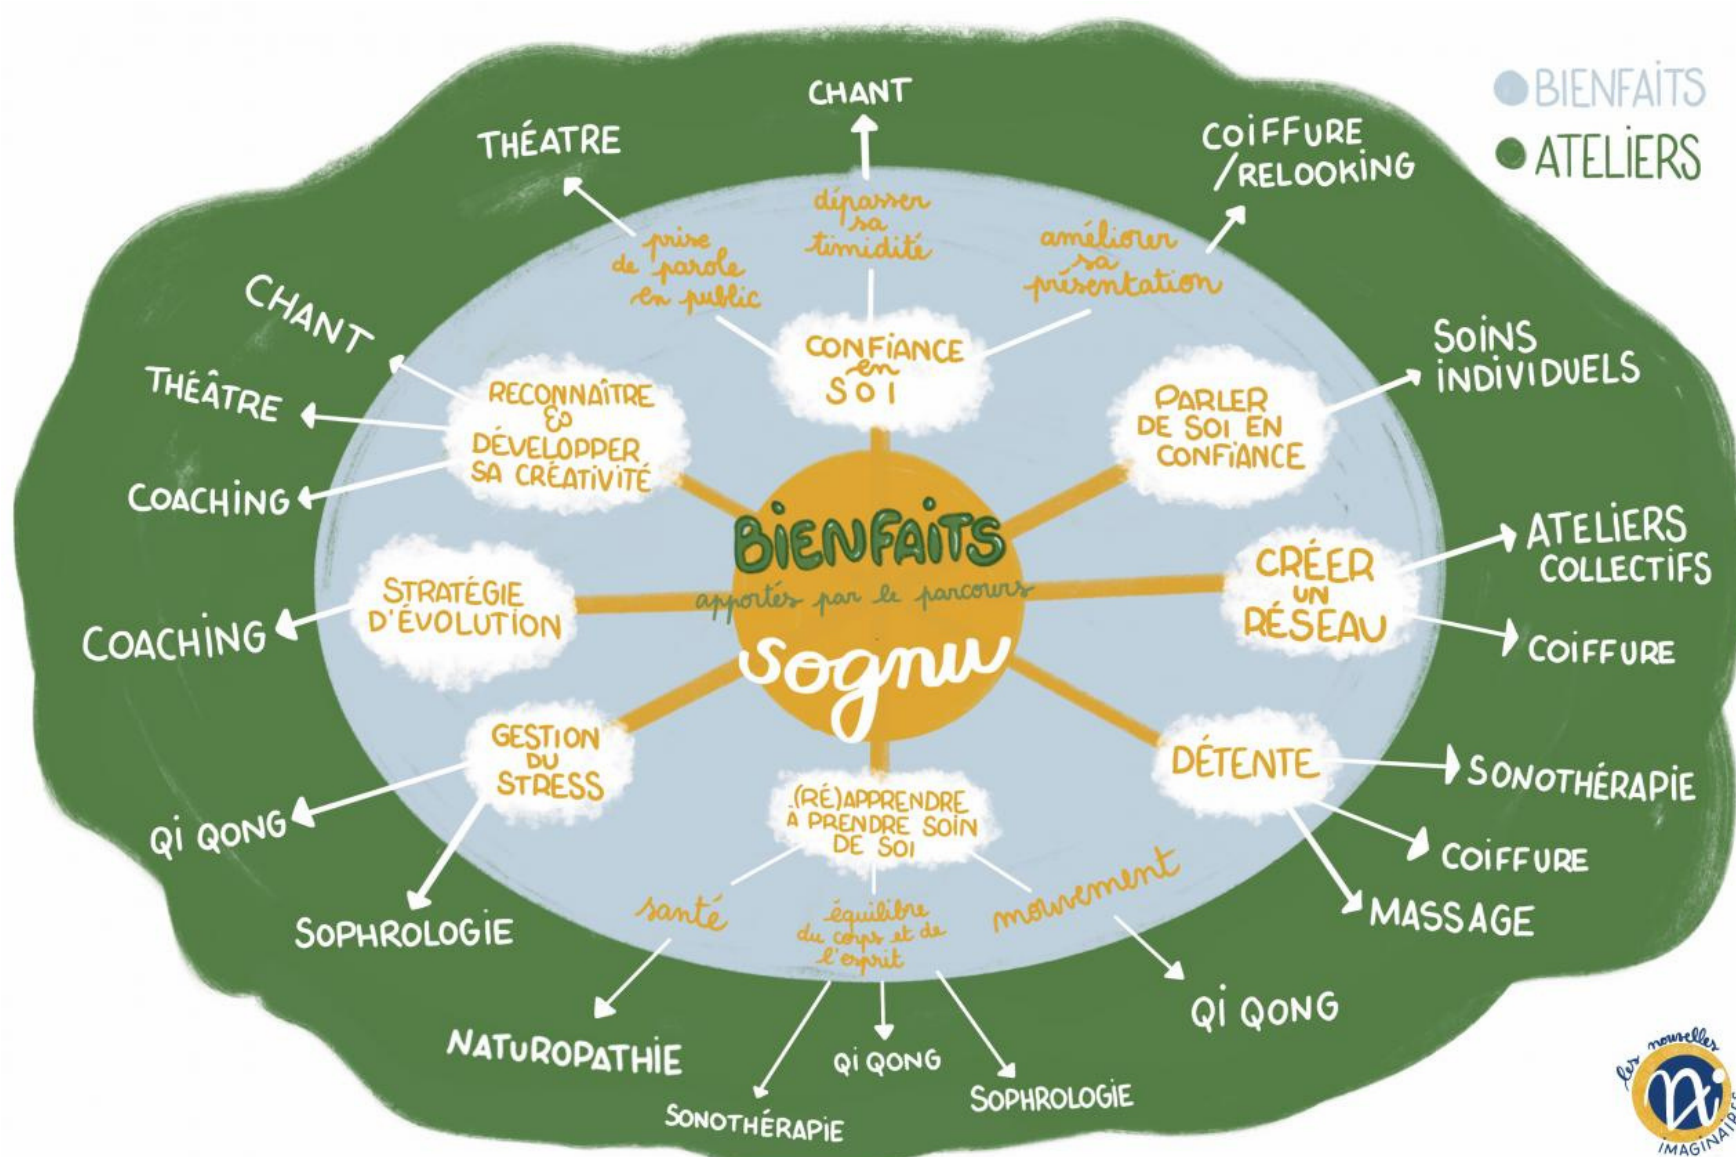 BIENFAITS
ATELIERS
CHANT
THÉATRE
COIFFURE
/RELOOKING
dépasser
sa
timidité
prise
de parole
en public
améliorer
sa
présentation
CONFIANCE
en
SOI
CHANT
THÉÂTRE
COACHING
RECONNAÎTRE
&
DÉVELOPPER
SA CRÉATIVITÉ
PARLER
DE SOI EN
CONFIANCE
SOINS
INDIVIDUELS
BIENFAITS
apportés par le parcours
sognu
STRATÉGIE
D'ÉVOLUTION
COACHING
CRÉER
UN
RÉSEAU
ATELIERS
COLLECTIFS
COIFFURE
GESTION
DU
STRESS
QI QONG
SOPHROLOGIE
DÉTENTE
SONOTHÉRAPIE
COIFFURE
MASSAGE
(RÉ)APPRENDRE
À PRENDRE SOIN
DE SOI
santé
équilibre
du corps et de
l'esprit
mouvement
NATUROPATHIE
SONOTHÉRAPIE
QI QONG
SOPHROLOGIE
QI QONG
les nouvelles
ni
IMAGINAIRES